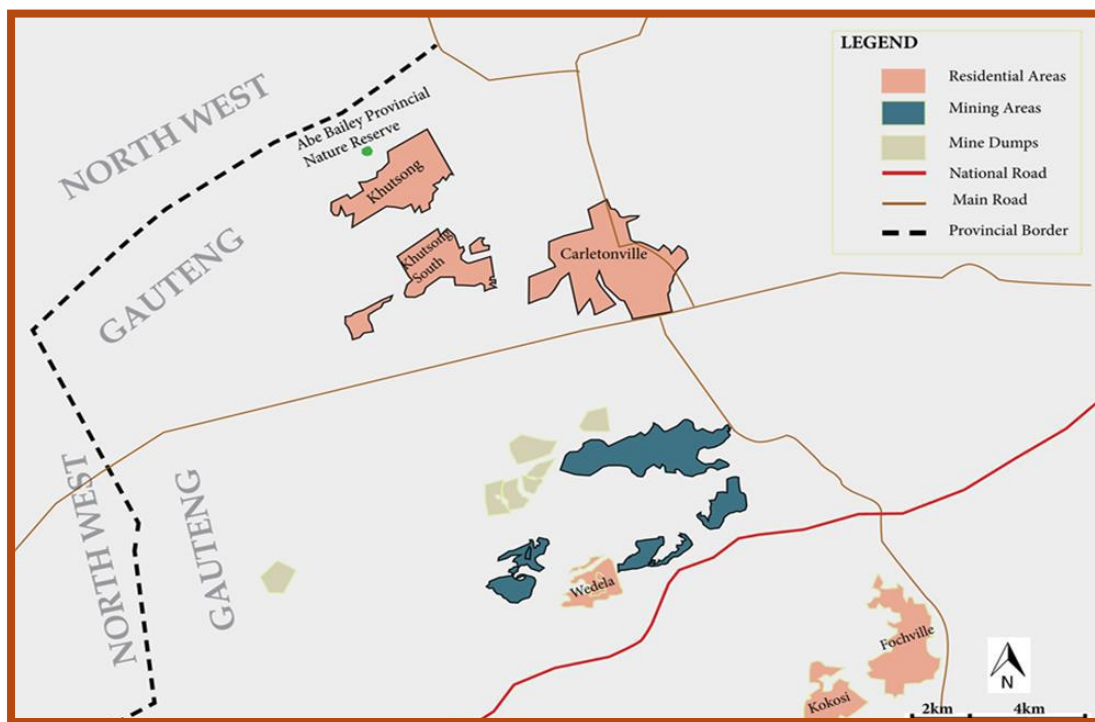 LEGEND
Residential Areas
Mining Areas
Mine Dumps
National Road
Main Road
Provincial Border
NORTH WEST
GAUTENG
Abe Bailey Provincial
Nature Reserve
Khutsong
Khutsong
South
Carletonville
NORTH WEST
GAUTENG
Wedela
Fochville
Kokosi
N
2km
4km